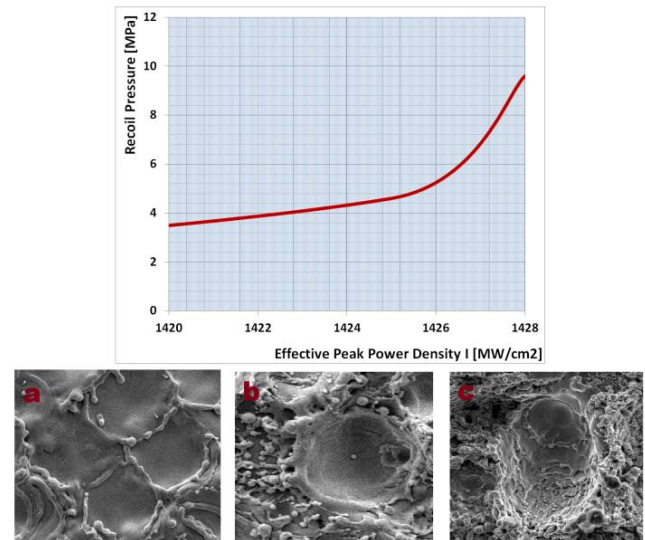 Recoil Pressure [MPa]
12
10
8
6
4
2
0
1420 1422 1424 1426 1428
Effective Peak Power Density I [MW/cm2]
a b c